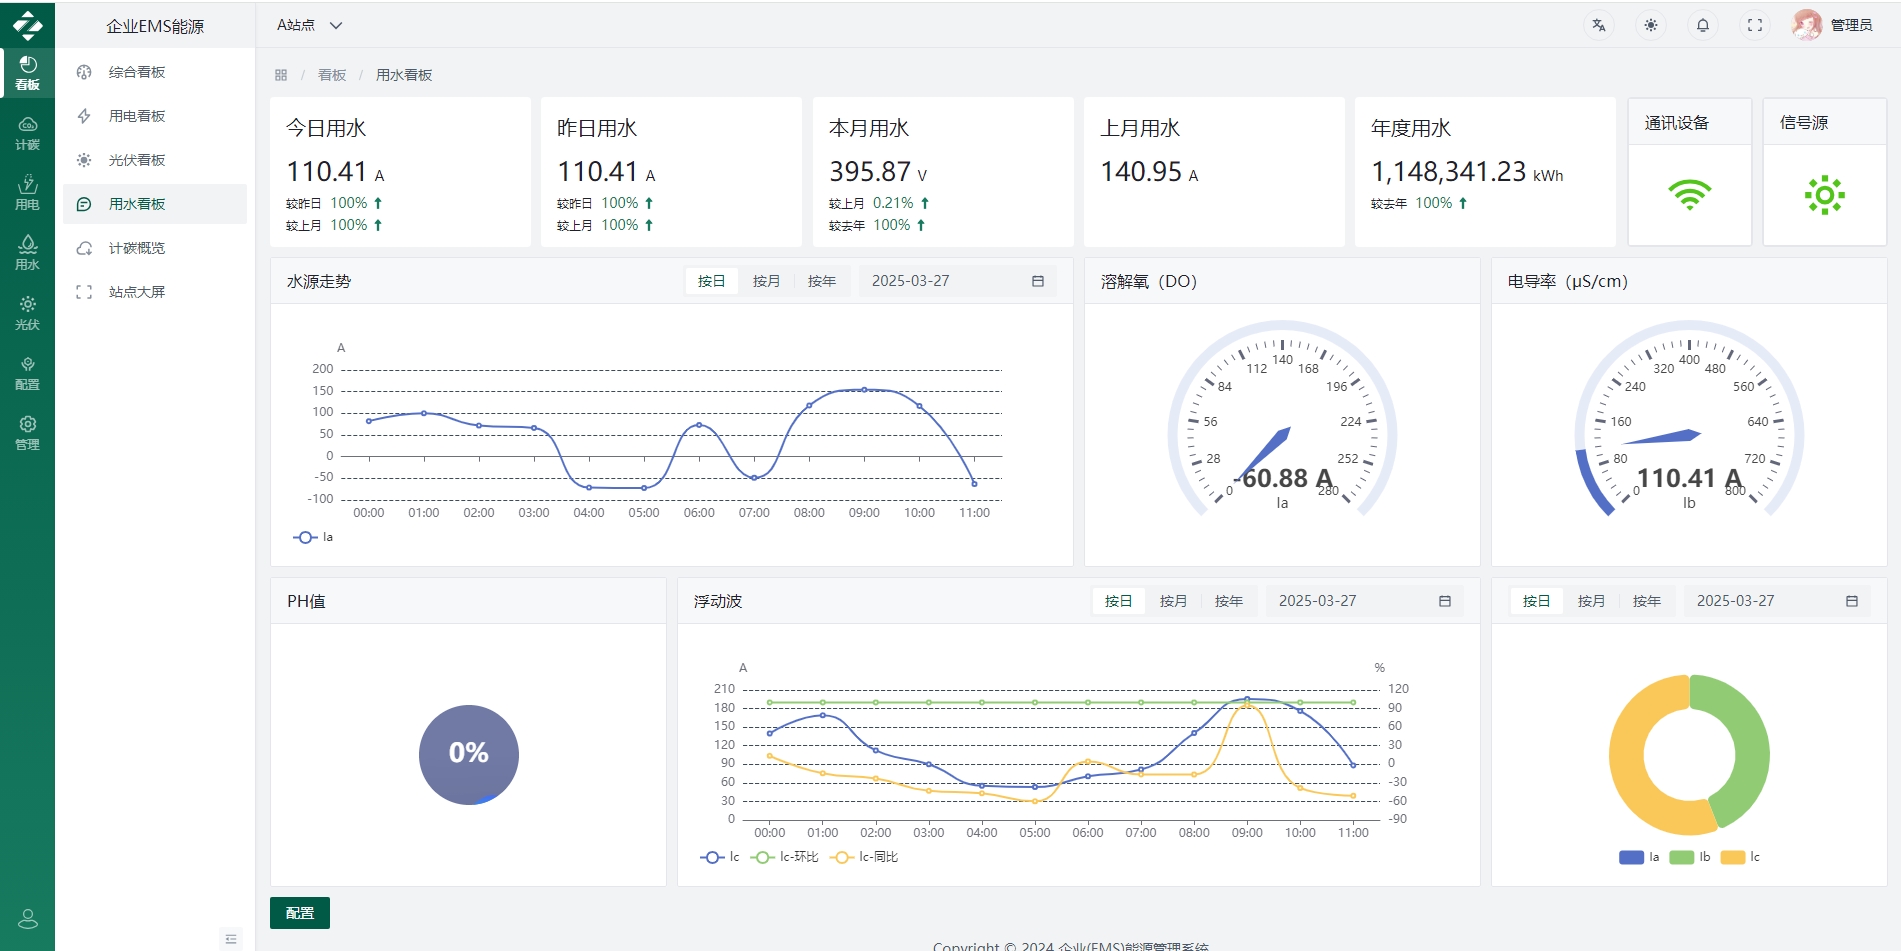 企业EMS能源
A站点
管理员
看板
计碳
用电
用水
光伏
配置
管理
综合看板
用电看板
光伏看板
用水看板
计碳概览
站点大屏
/ 看板 / 用水看板
今日用水
110.41 A
较昨日 100%
较上月 100%
昨日用水
110.41 A
较昨日 100%
较上月 100%
本月用水
395.87 V
较上月 0.21%
较去年 100%
上月用水
140.95 A
年度用水
1,148,341.23 kWh
较去年 100%
通讯设备
信号源
水源走势
按日 按月 按年 2025-03-27
A
200
150
100
50
0
-50
-100
00:00 01:00 02:00 03:00 04:00 05:00 06:00 07:00 08:00 09:00 10:00 11:00
Ia
溶解氧（DO）
0 28 56 84 112 140 168 196 224 252 280
-60.88 A
Ia
电导率（μS/cm）
0 80 160 240 320 400 480 560 640 720 800
110.41 A
Ib
PH值
0%
浮动波
按日 按月 按年 2025-03-27
A
210
180
150
120
90
60
30
0
%
120
90
60
30
0
-30
-60
-90
00:00 01:00 02:00 03:00 04:00 05:00 06:00 07:00 08:00 09:00 10:00 11:00
Ic Ic-环比 Ic-同比
按日 按月 按年 2025-03-27
Ia Ib Ic
配置
Copyright © 2024 企业(EMS)能源管理系统